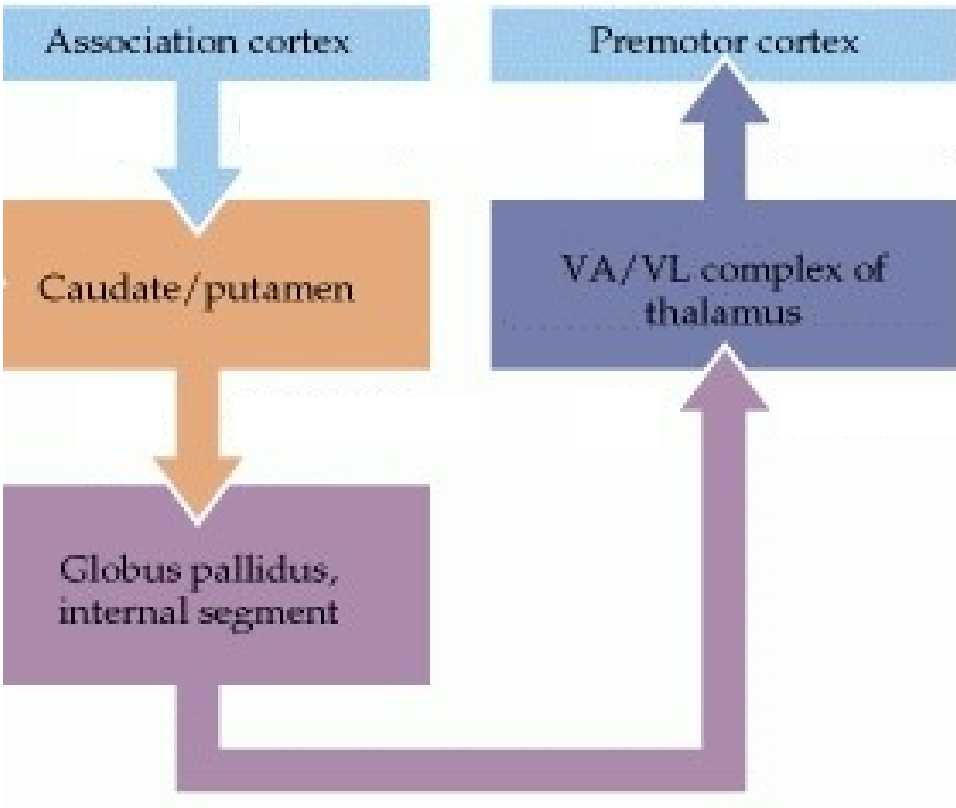 Association cortex
Premotor cortex
Caudate/putamen
VA/VL complex of
thalamus
Globus pallidus,
internal segment